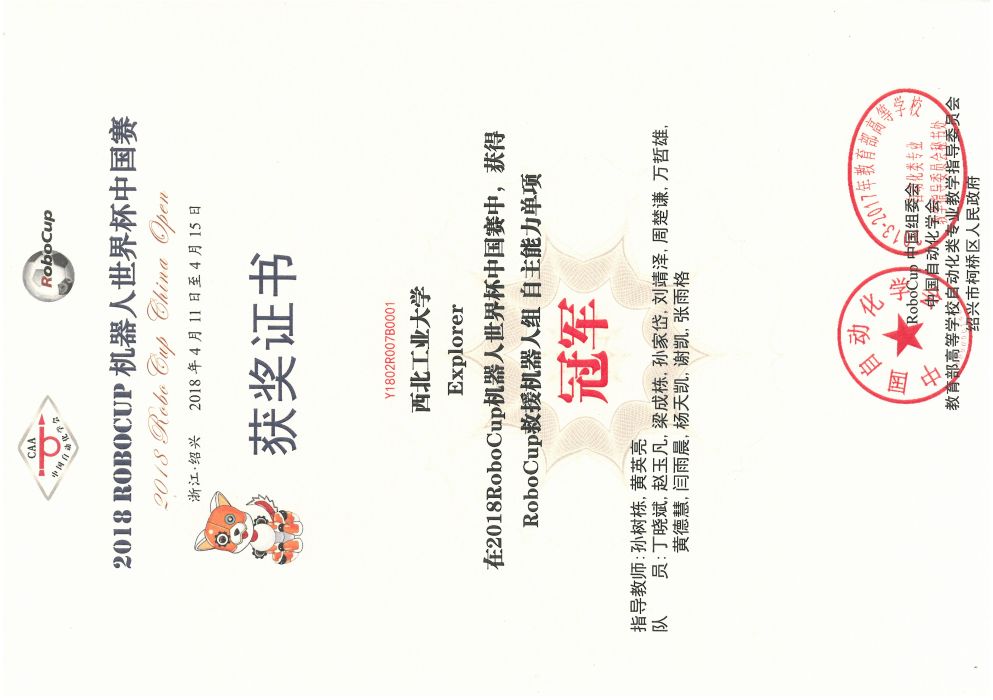 CAA
中国自动化学会
RoboCup
2018 ROBOCUP 机器人世界杯中国赛
2018 RoboCup China Open
浙江·绍兴 2018年4月11日至4月15日
获奖证书
Y1802R007B0001
西北工业大学
Explorer
在2018RoboCup机器人世界杯中国赛中，获得
RoboCup救援机器人组 自主能力单项
冠军
指导教师:孙树栋, 黄英亮
队 员:丁晓斌, 赵玉凡, 梁成栋, 孙家岱, 刘靖泽, 周楚谦, 万哲雄,
黄德慧, 闫雨晨, 杨天凯, 谢凯, 张雨格
中国自动化学会
2013-2017年教育部高等学校
自动化类专业
教学指导委员会秘书处
RoboCup 中国组委会
中国自动化学会
教育部高等学校自动化类专业教学指导委员会
绍兴市柯桥区人民政府